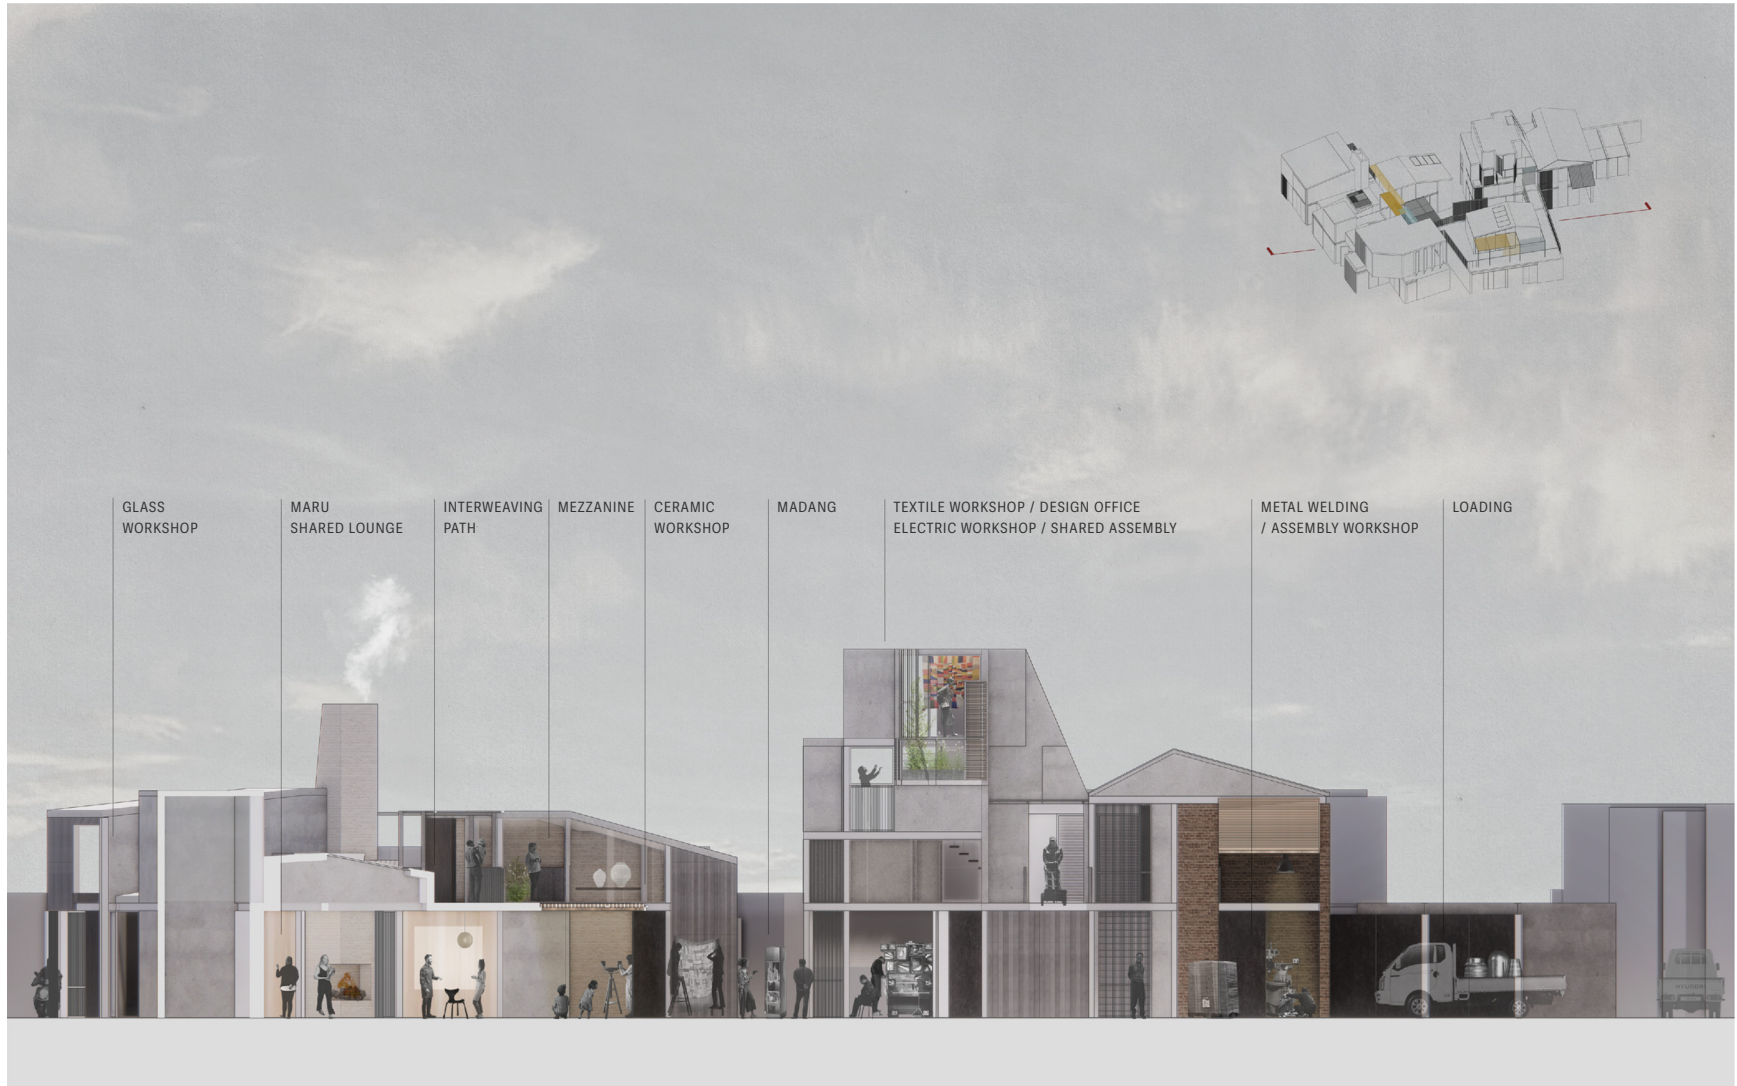 GLASS
WORKSHOP
MARU
SHARED LOUNGE
INTERWEAVING
PATH
MEZZANINE
CERAMIC
WORKSHOP
MADANG
TEXTILE WORKSHOP / DESIGN OFFICE
ELECTRIC WORKSHOP / SHARED ASSEMBLY
METAL WELDING
/ ASSEMBLY WORKSHOP
LOADING
HYUNDAI